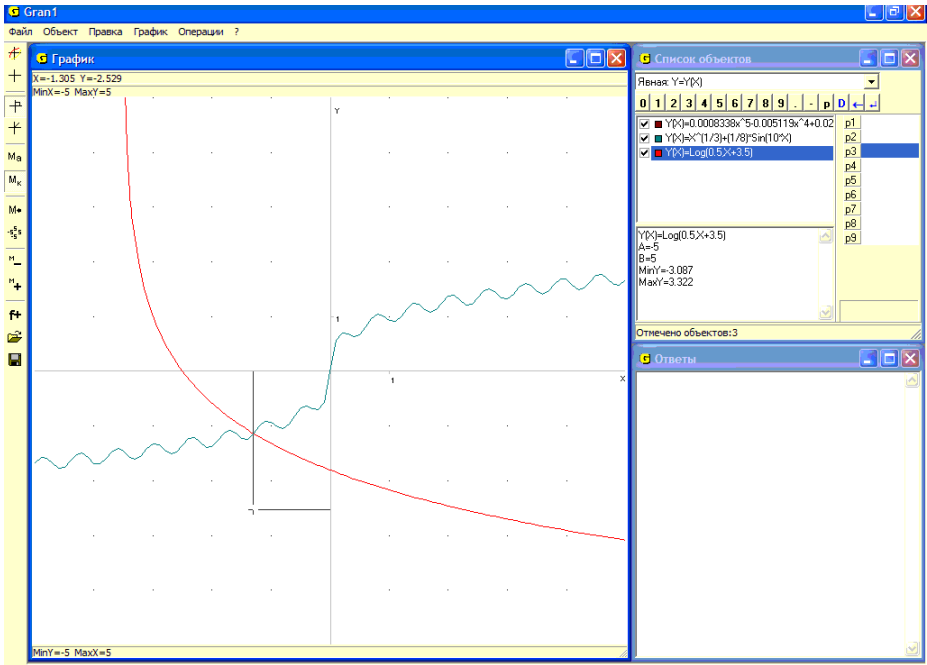 Gran1
Файл Объект Правка График Операции ?
График
X=-1.305 Y=-2.529
MinX=-5 MaxY=5
Y
1
1
X
MinY=-5 MaxX=5
Ma
Mк
M
M
f+
Список объектов
Явная: Y=Y(X)
0 1 2 3 4 5 6 7 8 9 . - p D
Y(X)=0.0008338x^5-0.005119x^4+0.02
Y(X)=X^(1/3)+(1/8)*Sin(10*X)
Y(X)=Log(0.5,X+3.5)
p1
p2
p3
p4
p5
p6
p7
p8
p9
Y(X)=Log(0.5,X+3.5)
A=-5
B=5
MinY=-3.087
MaxY=3.322
Отмечено объектов:3
Ответы